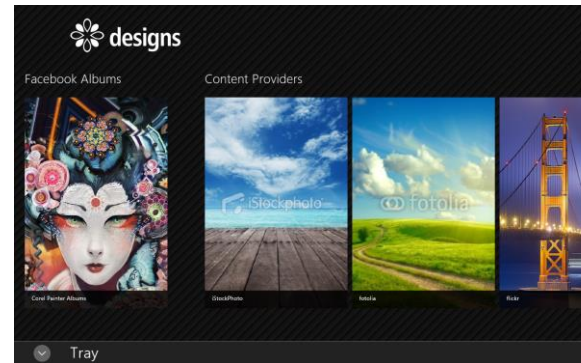 designs
Facebook Albums
Content Providers
iStockphoto
fotolia
Corel Painter Albums
iStockPhoto
fotolia
Flickr
Tray